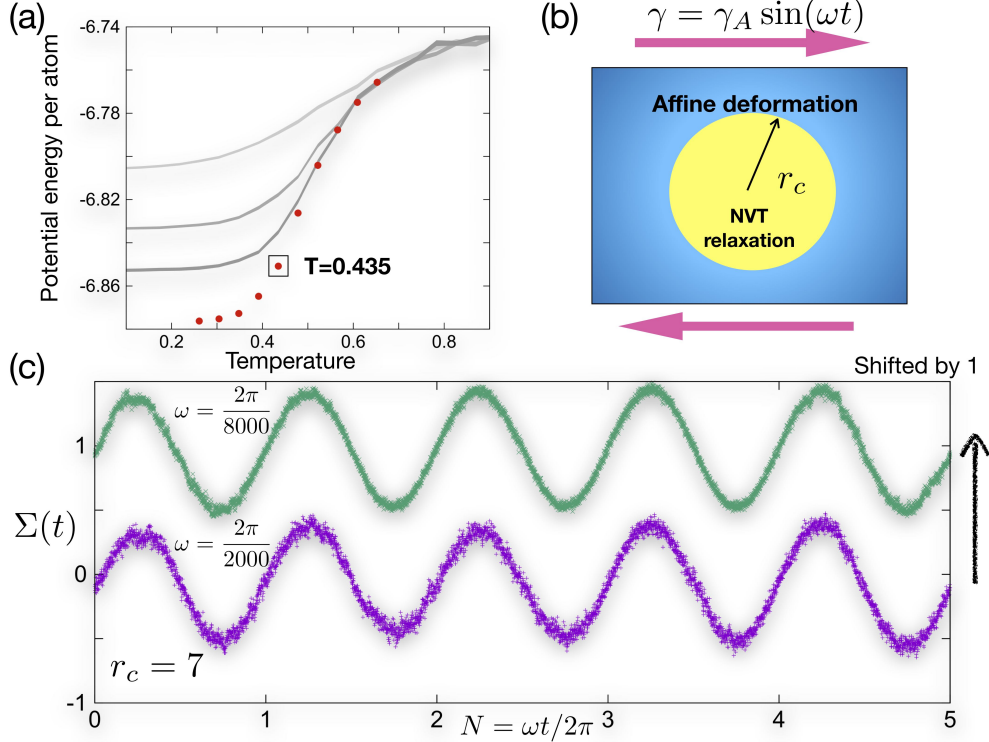 (a)
-6.74
-6.78
-6.82
-6.86
Potential energy per atom
T=0.435
0.2
0.4
0.6
0.8
Temperature
(b)
γ = γ_A sin(ωt)
Affine deformation
r_c
NVT
relaxation
(c)
Shifted by 1
ω = 2π/8000
ω = 2π/2000
Σ(t)
1
0
-1
r_c = 7
0
1
2
3
4
5
N = ωt/2π